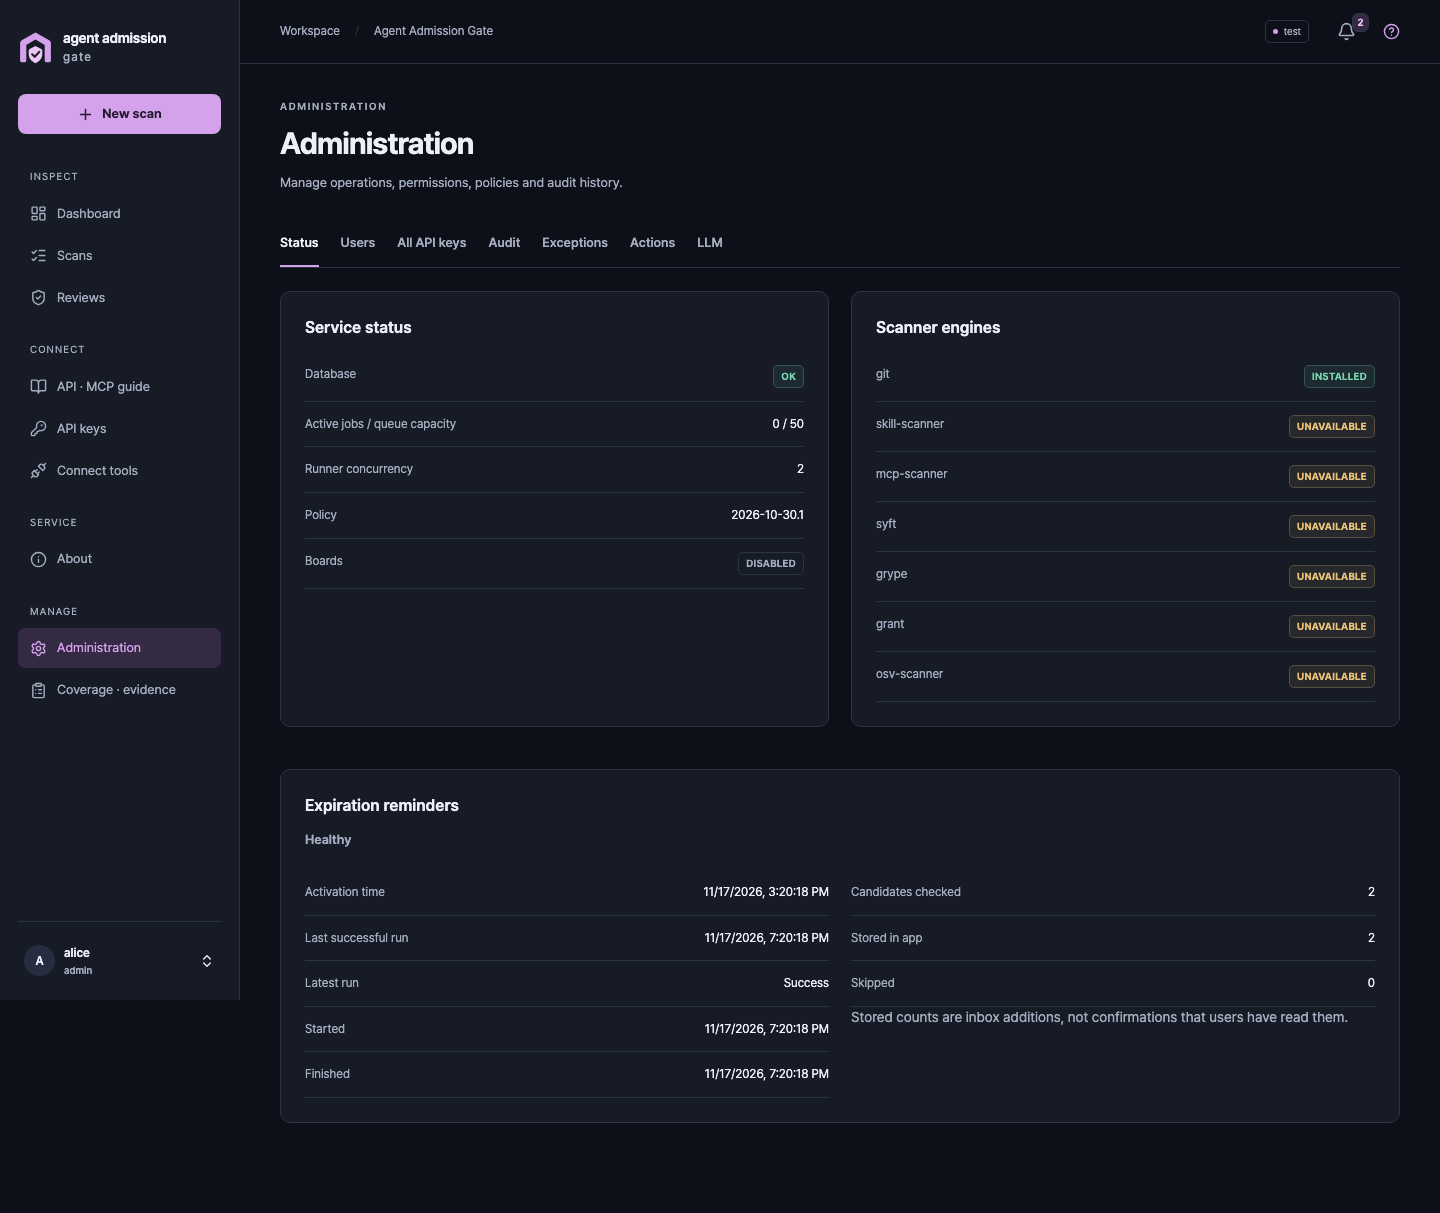 agent admission
gate
New scan
INSPECT
Dashboard
Scans
Reviews
CONNECT
API · MCP guide
API keys
Connect tools
SERVICE
About
MANAGE
Administration
Coverage · evidence
A
alice
admin
Workspace / Agent Admission Gate
test
2
ADMINISTRATION
Administration
Manage operations, permissions, policies and audit history.
Status Users All API keys Audit Exceptions Actions LLM
Service status
Database OK
Active jobs / queue capacity 0 / 50
Runner concurrency 2
Policy 2026-10-30.1
Boards DISABLED
Scanner engines
git INSTALLED
skill-scanner UNAVAILABLE
mcp-scanner UNAVAILABLE
syft UNAVAILABLE
grype UNAVAILABLE
grant UNAVAILABLE
osv-scanner UNAVAILABLE
Expiration reminders
Healthy
Activation time 11/17/2026, 3:20:18 PM
Last successful run 11/17/2026, 7:20:18 PM
Latest run Success
Started 11/17/2026, 7:20:18 PM
Finished 11/17/2026, 7:20:18 PM
Candidates checked 2
Stored in app 2
Skipped 0
Stored counts are inbox additions, not confirmations that users have read them.